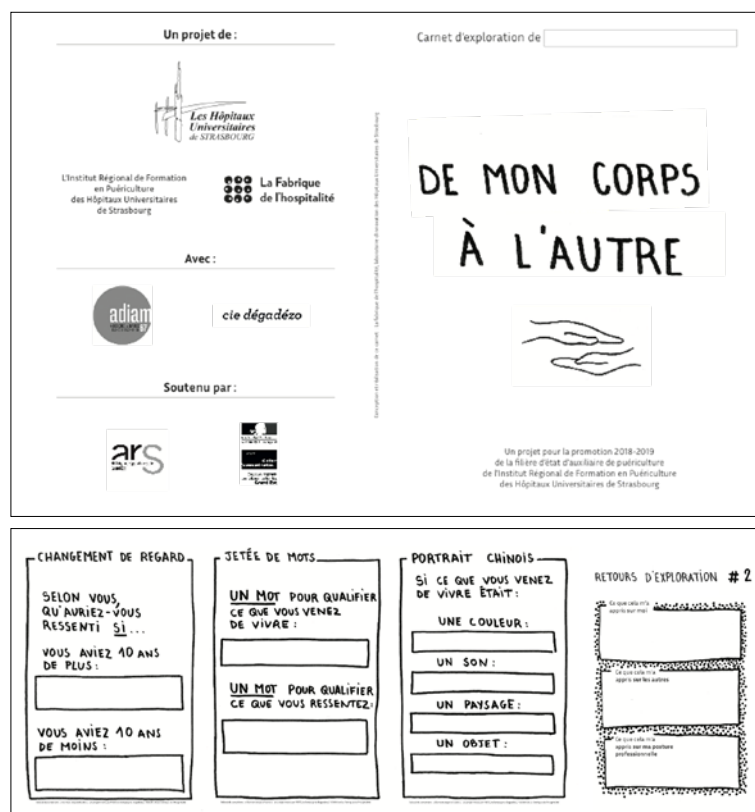 Un projet de :
Les Hôpitaux
Universitaires
de STRASBOURG
L'Institut Régional de Formation
en Puériculture
des Hôpitaux Universitaires
de Strasbourg
La Fabrique
de l'hospitalité
Avec :
adiam
67
cie dégadézo
Soutenu par :
ars
Carnet d'exploration de
DE MON CORPS
À L'AUTRE
Un projet pour la promotion 2018-2019
de la filière d'état d'auxiliaire de puériculture
de l'Institut Régional de Formation en Puériculture
des Hôpitaux Universitaires de Strasbourg
CHANGEMENT DE REGARD
SELON VOUS,
QU'AURIEZ-VOUS
RESSENTI SI...
VOUS AVIEZ 10 ANS
DE PLUS :
VOUS AVIEZ 10 ANS
DE MOINS :
JETÉE DE MOTS
UN MOT POUR QUALIFIER
CE QUE VOUS VENEZ
DE VIVRE :
UN MOT POUR QUALIFIER
CE QUE VOUS RESSENTEZ :
PORTRAIT CHINOIS
SI CE QUE VOUS VENEZ
DE VIVRE ÉTAIT :
UNE COULEUR :
UN SON :
UN PAYSAGE :
UN OBJET :
RETOURS D'EXPLORATION #2
Ce que cela m'a
appris sur moi
Ce que cela m'a
appris sur les autres
Ce que cela m'a
appris sur ma posture
professionnelle